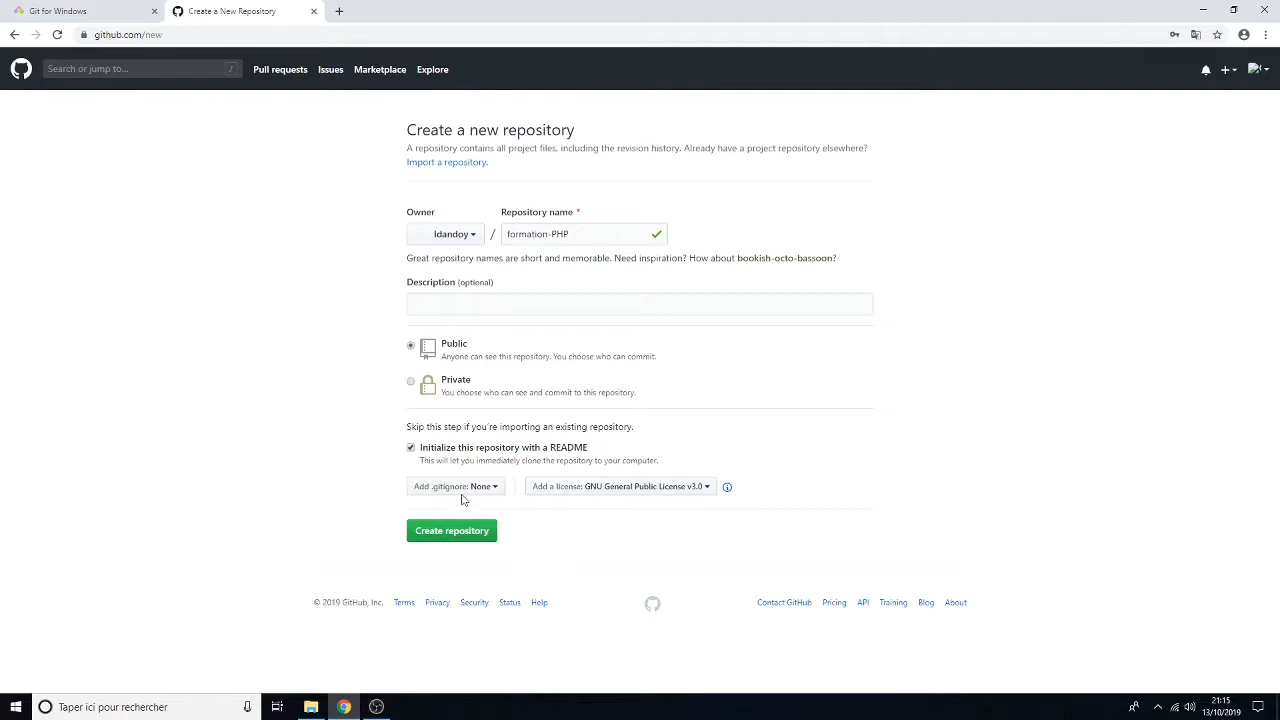 Git for Windows
Create a New Repository
github.com/new
Search or jump to... /
Pull requests Issues Marketplace Explore
Create a new repository
A repository contains all project files, including the revision history. Already have a project repository elsewhere?
Import a repository.
Owner Repository name *
ldandoy / formation-PHP
Great repository names are short and memorable. Need inspiration? How about bookish-octo-bassoon?
Description (optional)
Public
Anyone can see this repository. You choose who can commit.
Private
You choose who can see and commit to this repository.
Skip this step if you're importing an existing repository.
Initialize this repository with a README
This will let you immediately clone the repository to your computer.
Add .gitignore: None Add a license: GNU General Public License v3.0
Create repository
© 2019 GitHub, Inc. Terms Privacy Security Status Help Contact GitHub Pricing API Training Blog About
Taper ici pour rechercher
21:15
13/10/2019